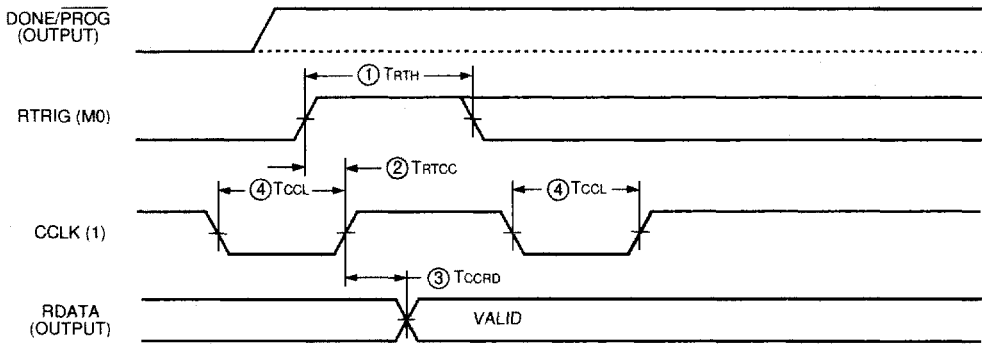 DONE/PROG
(OUTPUT)
① TRTH
RTRIG (M0)
② TRTCC
④ TCCL
④ TCCL
CCLK (1)
③ TCCRD
RDATA
(OUTPUT)
VALID